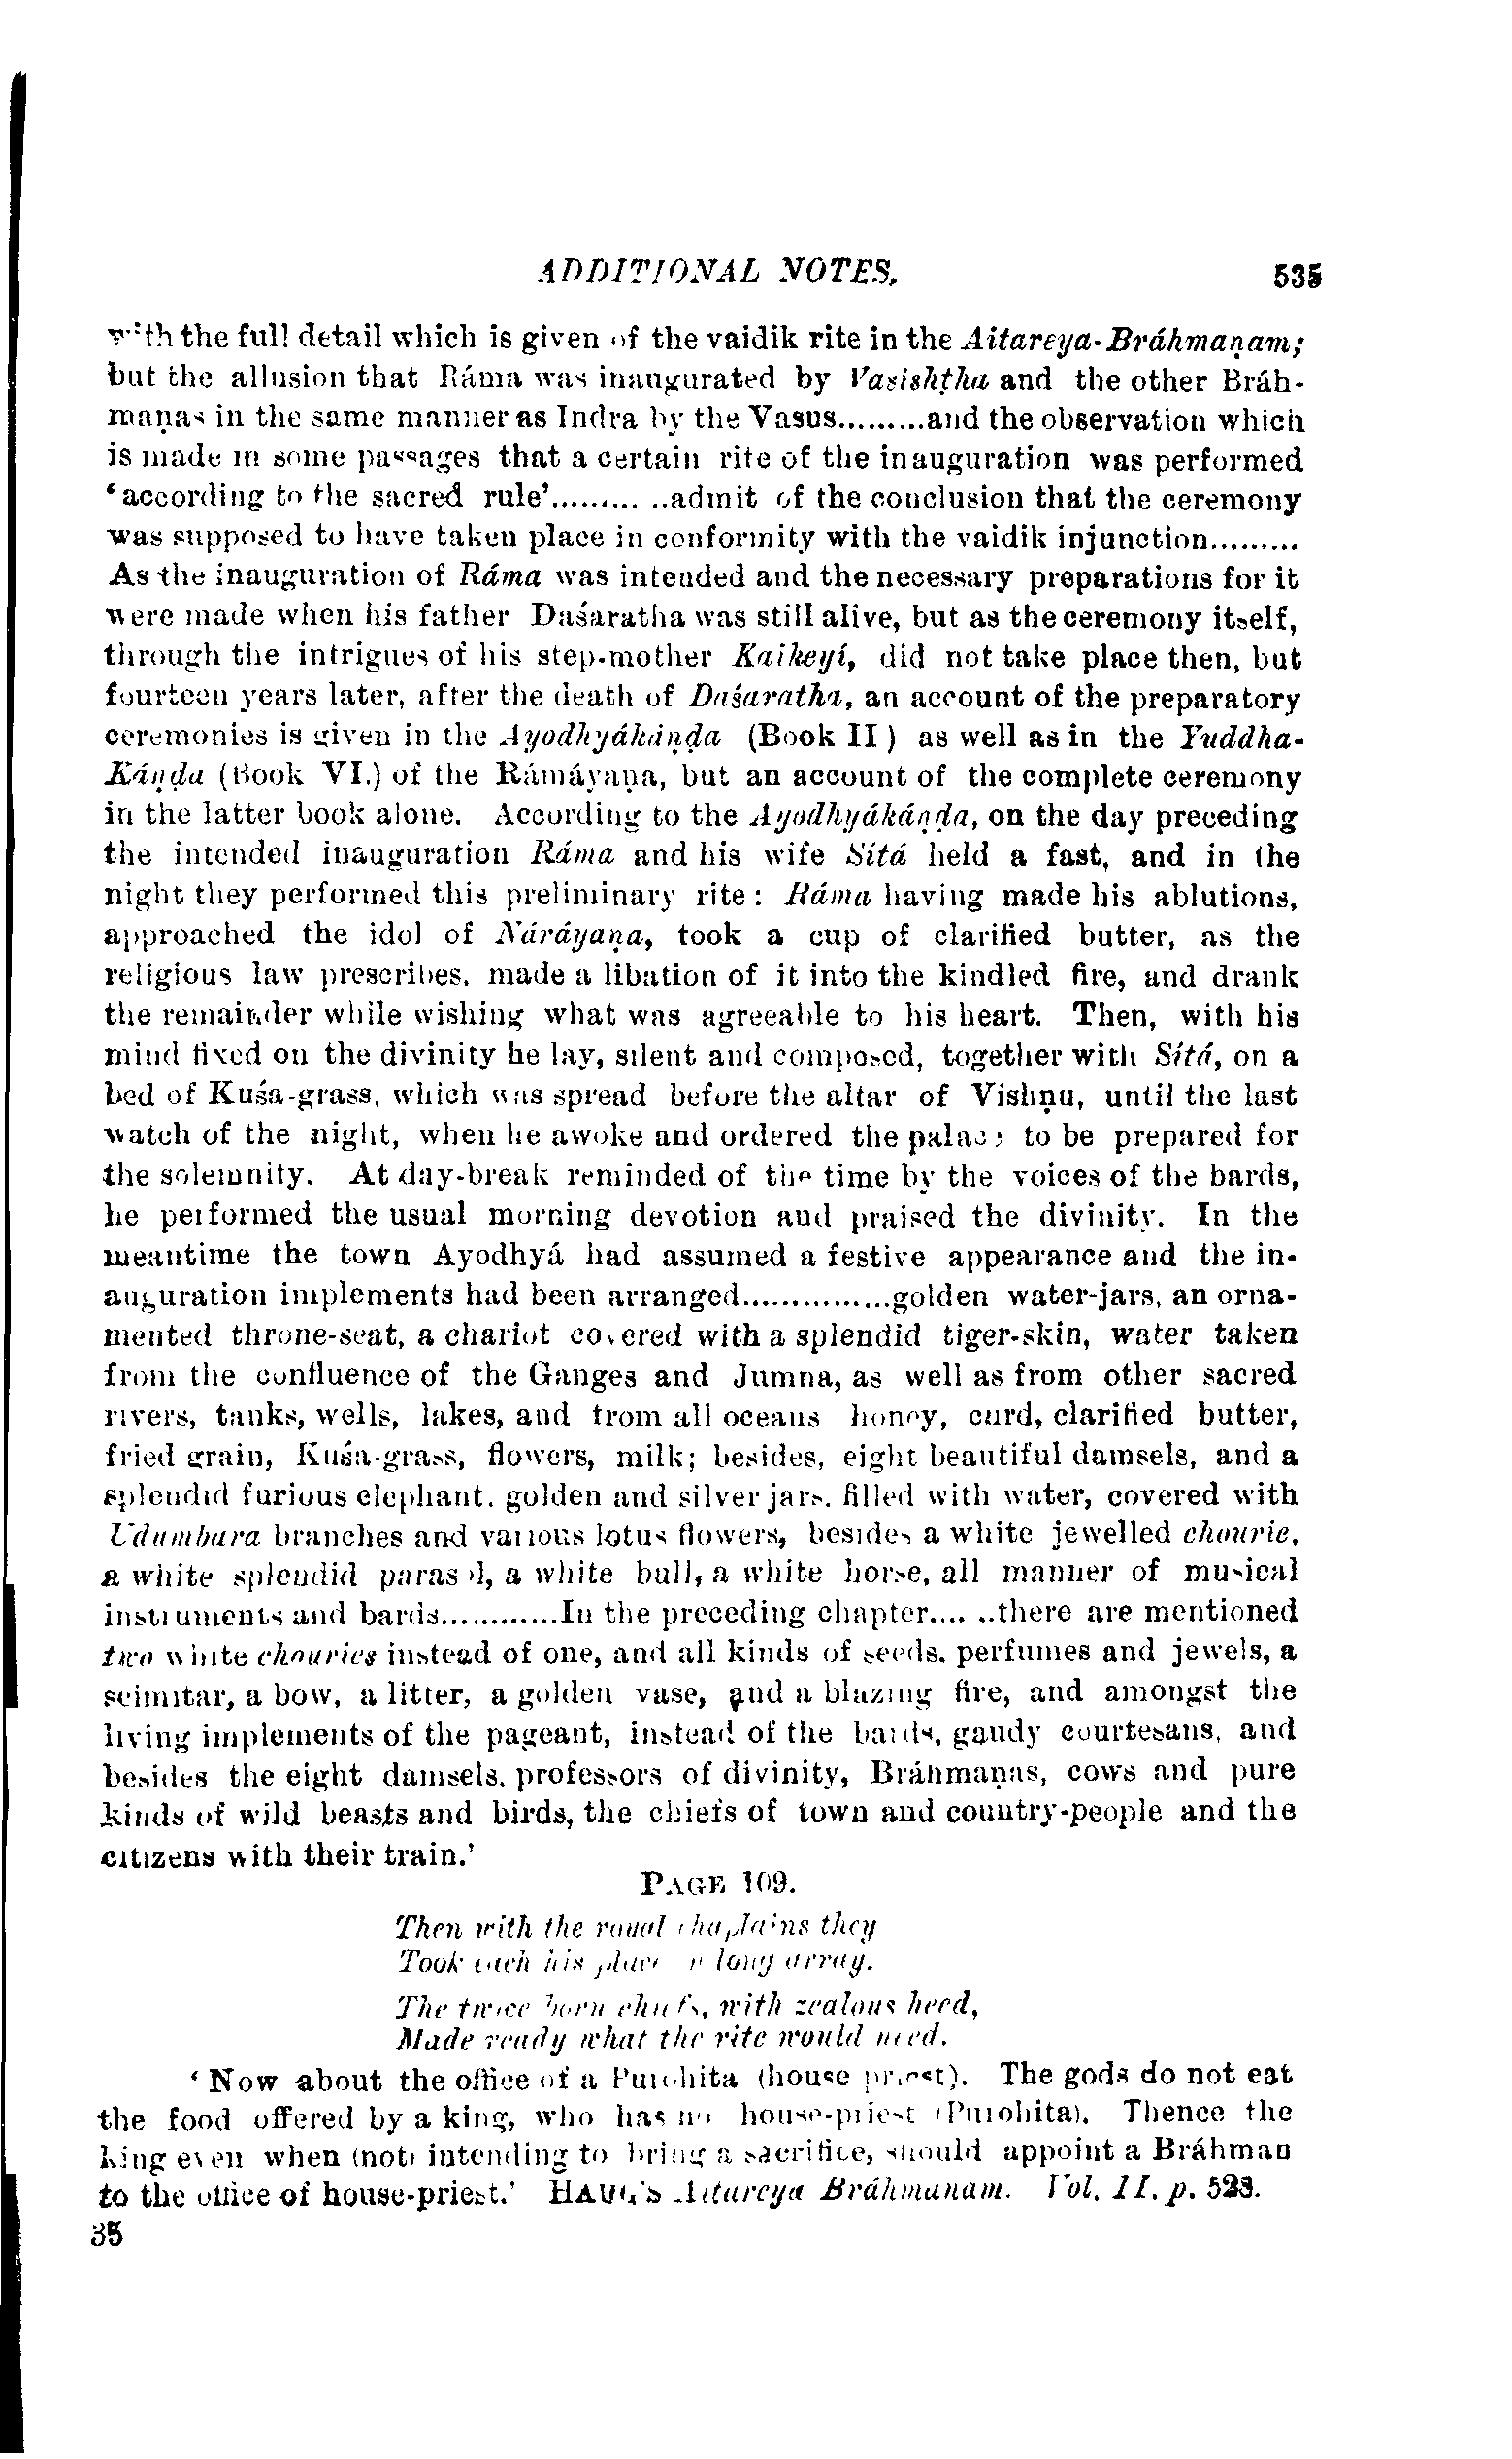 ADDITIONAL NOTES. 535
with the full detail which is given of the vaidik rite in the Aitareya-Bráhmaṇam;
but the allusion that Ráma was inaugurated by Vasishṭha and the other Bráh-
maṇas in the same manner as Indra by the Vasus.........and the observation which
is made in some passages that a certain rite of the inauguration was performed
‘according to the sacred rule’......... ..admit of the conclusion that the ceremony
was supposed to have taken place in conformity with the vaidik injunction.........
As the inauguration of Ráma was intended and the necessary preparations for it
were made when his father Daśaratha was still alive, but as the ceremony itself,
through the intrigues of his step-mother Kaikeyí, did not take place then, but
fourteen years later, after the death of Daśaratha, an account of the preparatory
ceremonies is given in the Ayodhyákáṇḍa (Book II ) as well as in the Yuddha-
Káṇḍa (Book VI.) of the Rámáyaṇa, but an account of the complete ceremony
in the latter book alone. According to the Ayodhyákáṇḍa, on the day preceding
the intended inauguration Ráma and his wife Sítá held a fast, and in the
night they performed this preliminary rite: Ráma having made his ablutions,
approached the idol of Náráyaṇa, took a cup of clarified butter, as the
religious law prescribes, made a libation of it into the kindled fire, and drank
the remainder while wishing what was agreeable to his heart. Then, with his
mind fixed on the divinity he lay, silent and composed, together with Sítá, on a
bed of Kuśa-grass, which was spread before the altar of Vishṇu, until the last
watch of the night, when he awoke and ordered the palace to be prepared for
the solemnity. At day-break reminded of the time by the voices of the bards,
he performed the usual morning devotion and praised the divinity. In the
meantime the town Ayodhyá had assumed a festive appearance and the in-
auguration implements had been arranged...............golden water-jars, an orna-
mented throne-seat, a chariot covered with a splendid tiger-skin, water taken
from the confluence of the Ganges and Jumna, as well as from other sacred
rivers, tanks, wells, lakes, and from all oceans honey, curd, clarified butter,
fried grain, Kuśa-grass, flowers, milk; besides, eight beautiful damsels, and a
splendid furious elephant, golden and silver jars, filled with water, covered with
Udumbara branches and various lotus flowers, besides a white jewelled chourie,
a white splendid parasol, a white bull, a white horse, all manner of musical
instruments and bards............In the preceding chapter.... ..there are mentioned
two white chouries instead of one, and all kinds of seeds, perfumes and jewels, a
scimitar, a bow, a litter, a golden vase, and a blazing fire, and amongst the
living implements of the pageant, instead of the bards, gaudy courtesans, and
besides the eight damsels, professors of divinity, Bráhmaṇas, cows and pure
kinds of wild beasts and birds, the chiefs of town and country-people and the
citizens with their train.’
PAGE 109.
Then with the royal chaplains they
Took each his place in long array.
The twice born chiefs, with zealous heed,
Made ready what the rite would need.
‘Now about the office of a Purohita (house priest). The gods do not eat
the food offered by a king, who has no house-priest (Purohita). Thence the
king even when (not) intending to bring a sacrifice, should appoint a Bráhman
to the office of house-priest.’ HAUG'S Aitareya Bráhmanam. Vol. II. p. 528.
35